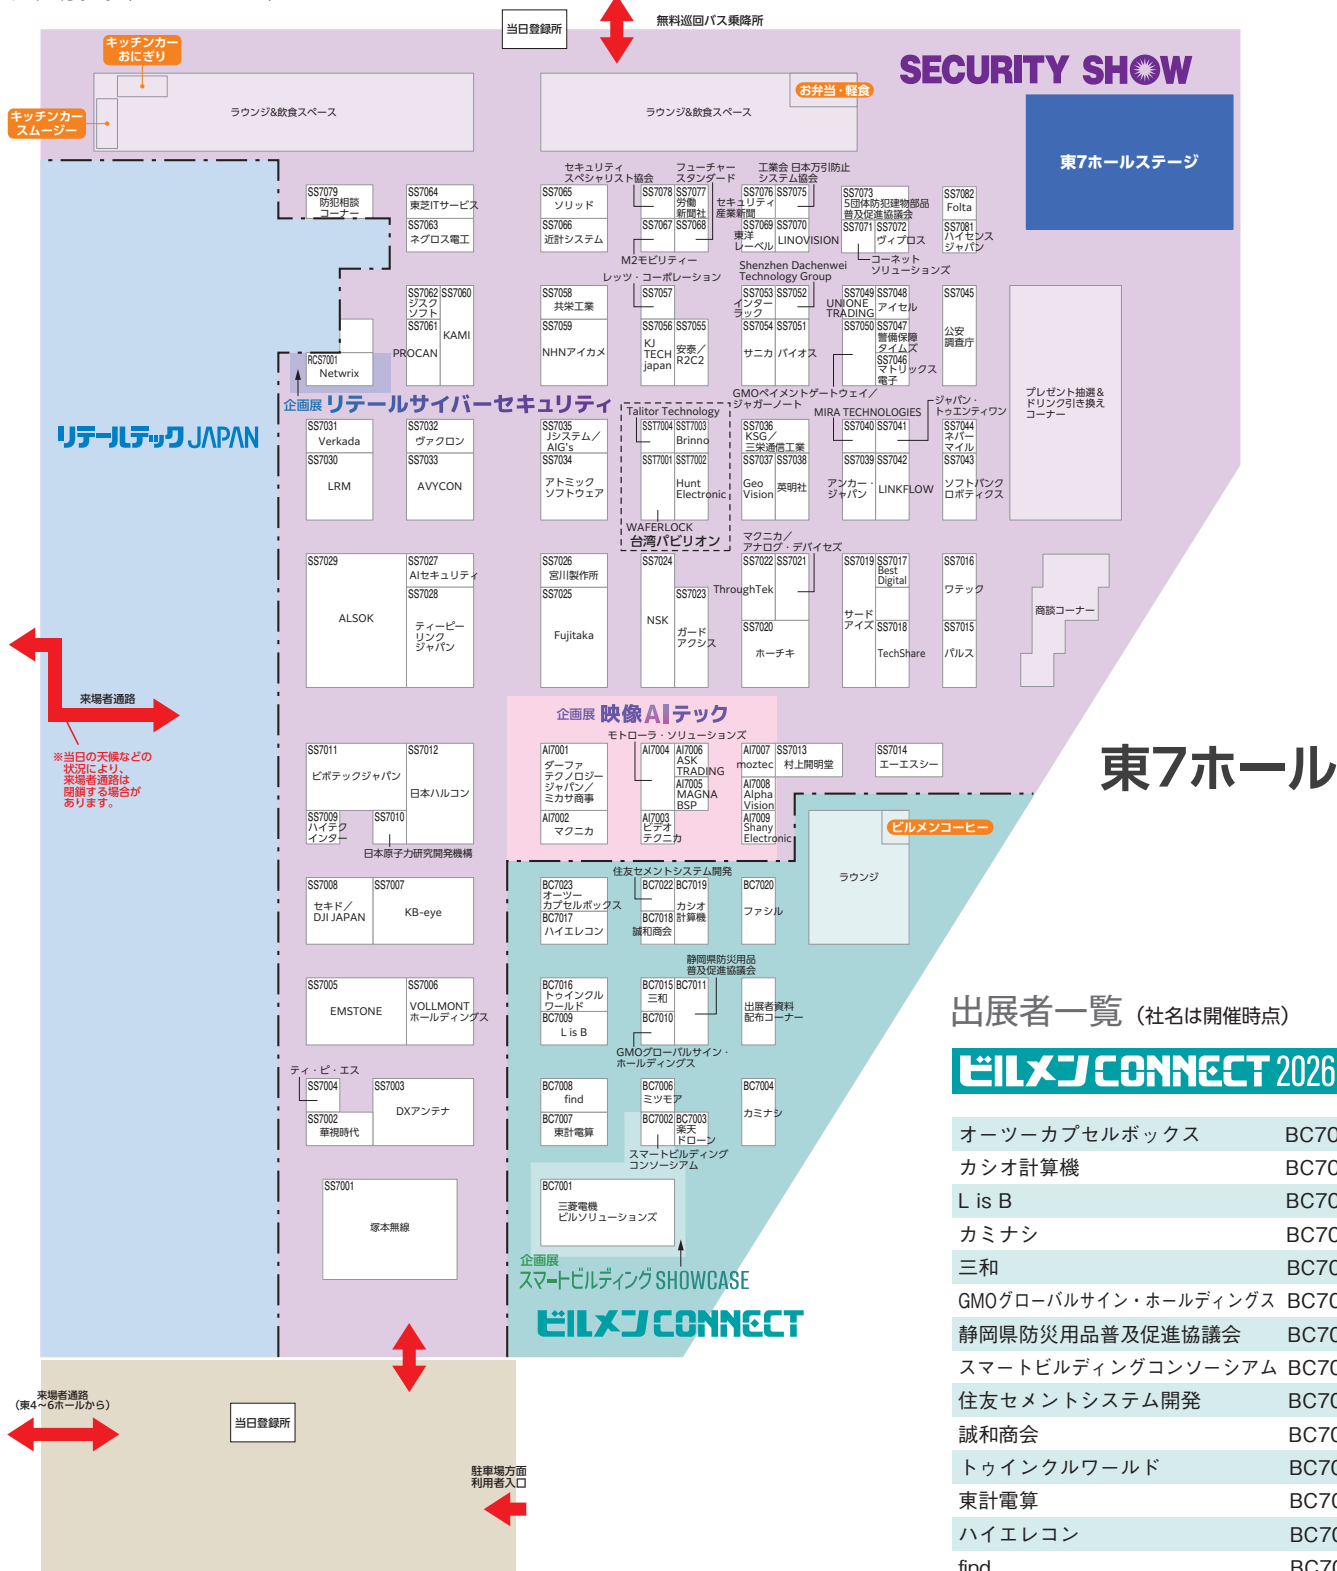 当日登録所
無料巡回バス乗降所
キッチンカー
おにぎり
キッチンカー
スムージー
ラウンジ&飲食スペース
ラウンジ&飲食スペース
お弁当・軽食
SECURITY SHOW
東7ホールステージ
SS7079
防犯相談
コーナー
SS7064
東芝ITサービス
SS7063
ネグロス電工
SS7065
ソリッド
SS7066
近計システム
セキュリティ
スペシャリスト協会
SS7078
SS7077
労働
新聞社
フューチャー
スタンダード
SS7067
SS7068
M2モビリティー
工業会 日本万引防止
システム協会
SS7076
SS7075
セキュリティ
産業新聞
SS7069
東洋
レーベル
SS7070
LINOVISION
SS7073
5団体防犯建物部品
普及促進協議会
SS7071
SS7072
ヴィプロス
コーネット
ソリューションズ
SS7082
Folta
SS7081
ハイセンス
ジャパン
SS7062
ジスク
ソフト
SS7060
KAMI
SS7061
PROCAN
SS7058
共栄工業
SS7059
NHNアイカメ
レッツ・コーポレーション
SS7057
SS7056
KJ
TECH
japan
SS7055
安泰／
R2C2
Shenzhen Dachenwei
Technology Group
SS7053
インター
ラック
SS7052
SS7054
サニカ
SS7051
バイオス
SS7049
UNIONE
TRADING
SS7048
アイセル
SS7050
SS7047
警備保障
タイムズ
SS7046
マトリックス
電子
SS7045
公安
調査庁
GMOペイメントゲートウェイ／
ジャガーノート
プレゼント抽選&
ドリンク引き換え
コーナー
RCS7001
Netwrix
企画展 リテールサイバーセキュリティ
リテールテック JAPAN
SS7031
Verkada
SS7030
LRM
SS7032
ヴァクロン
SS7033
AVYCON
SS7035
Jシステム／
AIG's
SS7034
アトミック
ソフトウェア
Talitor Technology
SST7004
SST7003
Brinno
SST7001
SST7002
Hunt
Electronic
WAFERLOCK
台湾パビリオン
SS7036
KSG／
三栄通信工業
SS7037
Geo
Vision
SS7038
英明社
MIRA TECHNOLOGIES
ジャパン・
トゥエンティワン
SS7040
SS7041
SS7039
アンカー・
ジャパン
SS7042
LINKFLOW
SS7044
ネバー
マイル
SS7043
ソフトバンク
ロボティクス
SS7029
ALSOK
SS7027
AIセキュリティ
SS7028
ティーピー
リンク
ジャパン
SS7026
宮川製作所
SS7025
Fujitaka
SS7024
NSK
SS7023
ガード
アクシス
マクニカ／
アナログ・デバイセズ
SS7022
SS7021
ThroughTek
SS7020
ホーチキ
SS7019
サード
アイズ
SS7017
Best
Digital
SS7018
TechShare
SS7016
ワテック
SS7015
パルス
商談コーナー
来場者通路
※当日の天候などの
状況により、
来場者通路は
閉鎖する場合が
あります。
企画展 映像AIテック
モトローラ・ソリューションズ
SS7011
ビボテックジャパン
SS7012
日本ハルコン
SS7009
ハイテク
インター
SS7010
日本原子力研究開発機構
AI7001
ダーファ
テクノロジー
ジャパン／
ミカサ商事
AI7002
マクニカ
AI7004
AI7006
ASK
TRADING
AI7005
MAGNA
BSP
AI7003
ビデオ
テクニカ
AI7007
moztec
AI7008
Alpha
Vision
AI7009
Shany
Electronic
SS7013
村上開明堂
SS7014
エーエスシー
東7ホール
ビルメンコーヒー
ラウンジ
SS7008
セキド／
DJI JAPAN
SS7007
KB-eye
住友セメントシステム開発
BC7023
オーツー
カプセルボックス
BC7017
ハイエレコン
BC7022
BC7019
カシオ
計算機
BC7018
誠和商会
BC7020
ファシル
SS7005
EMSTONE
SS7006
VOLLMONT
ホールディングス
静岡県防災用品
普及促進協議会
BC7016
トゥインクル
ワールド
BC7009
L is B
BC7015
三和
BC7011
BC7010
GMOグローバルサイン・
ホールディングス
出展者資料
配布コーナー
ティ・ピ・エス
SS7004
SS7003
DXアンテナ
SS7002
華視時代
BC7008
find
BC7007
東計電算
BC7006
ミツモア
BC7002
BC7003
楽天
ドローン
スマートビルディング
コンソーシアム
BC7004
カミナシ
SS7001
塚本無線
BC7001
三菱電機
ビルソリューションズ
企画展
スマートビルディング SHOWCASE
ビルメン CONNECT
来場者通路
(東4～6ホールから)
当日登録所
駐車場方面
利用者入口
出展者一覧（社名は開催時点）
ビルメン CONNECT 2026
オーツーカプセルボックス BC70
カシオ計算機 BC70
L is B BC70
カミナシ BC70
三和 BC70
GMOグローバルサイン・ホールディングス BC70
静岡県防災用品普及促進協議会 BC70
スマートビルディングコンソーシアム BC70
住友セメントシステム開発 BC70
誠和商会 BC70
トゥインクルワールド BC70
東計電算 BC70
ハイエレコン BC70
find BC70